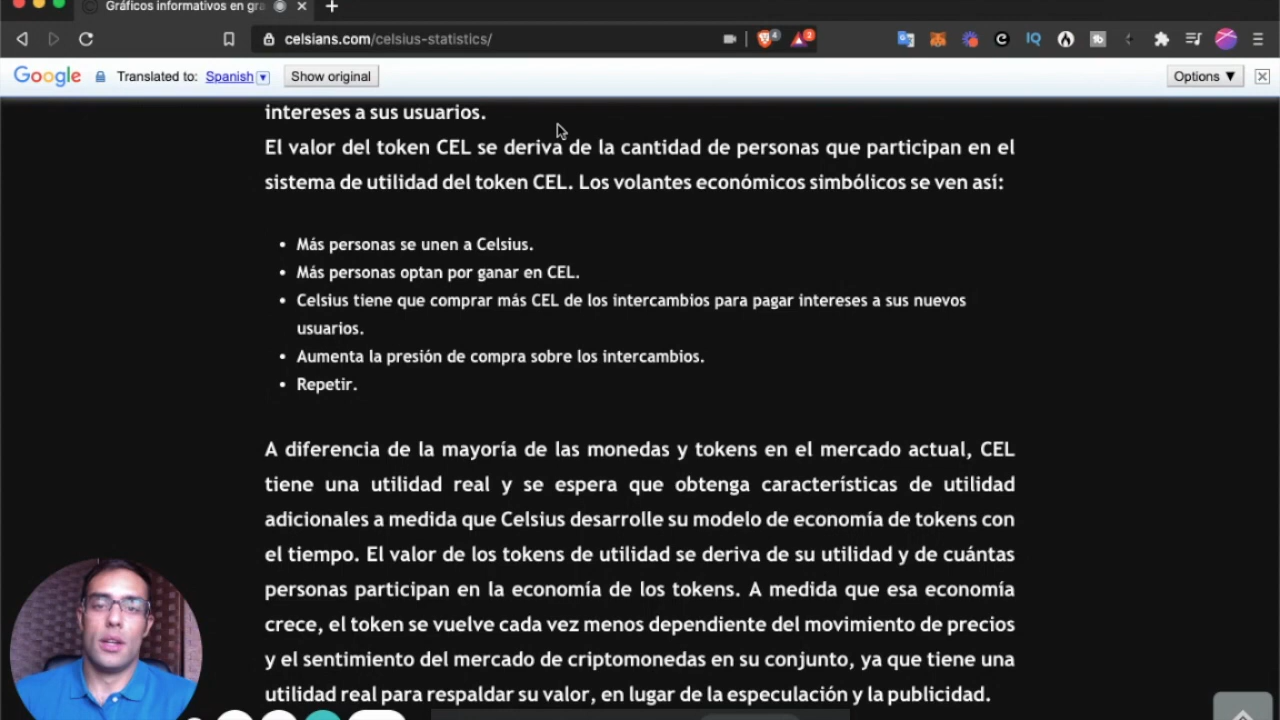 Gráficos informativos en gra
celsians.com/celsius-statistics/
4
3
IQ
Google Translated to: Spanish Show original Options ▼
intereses a sus usuarios.
El valor del token CEL se deriva de la cantidad de personas que participan en el
sistema de utilidad del token CEL. Los volantes económicos simbólicos se ven así:
• Más personas se unen a Celsius.
• Más personas optan por ganar en CEL.
• Celsius tiene que comprar más CEL de los intercambios para pagar intereses a sus nuevos
usuarios.
• Aumenta la presión de compra sobre los intercambios.
• Repetir.
A diferencia de la mayoría de las monedas y tokens en el mercado actual, CEL
tiene una utilidad real y se espera que obtenga características de utilidad
adicionales a medida que Celsius desarrolle su modelo de economía de tokens con
el tiempo. El valor de los tokens de utilidad se deriva de su utilidad y de cuántas
personas participan en la economía de los tokens. A medida que esa economía
crece, el token se vuelve cada vez menos dependiente del movimiento de precios
y el sentimiento del mercado de criptomonedas en su conjunto, ya que tiene una
utilidad real para respaldar su valor, en lugar de la especulación y la publicidad.